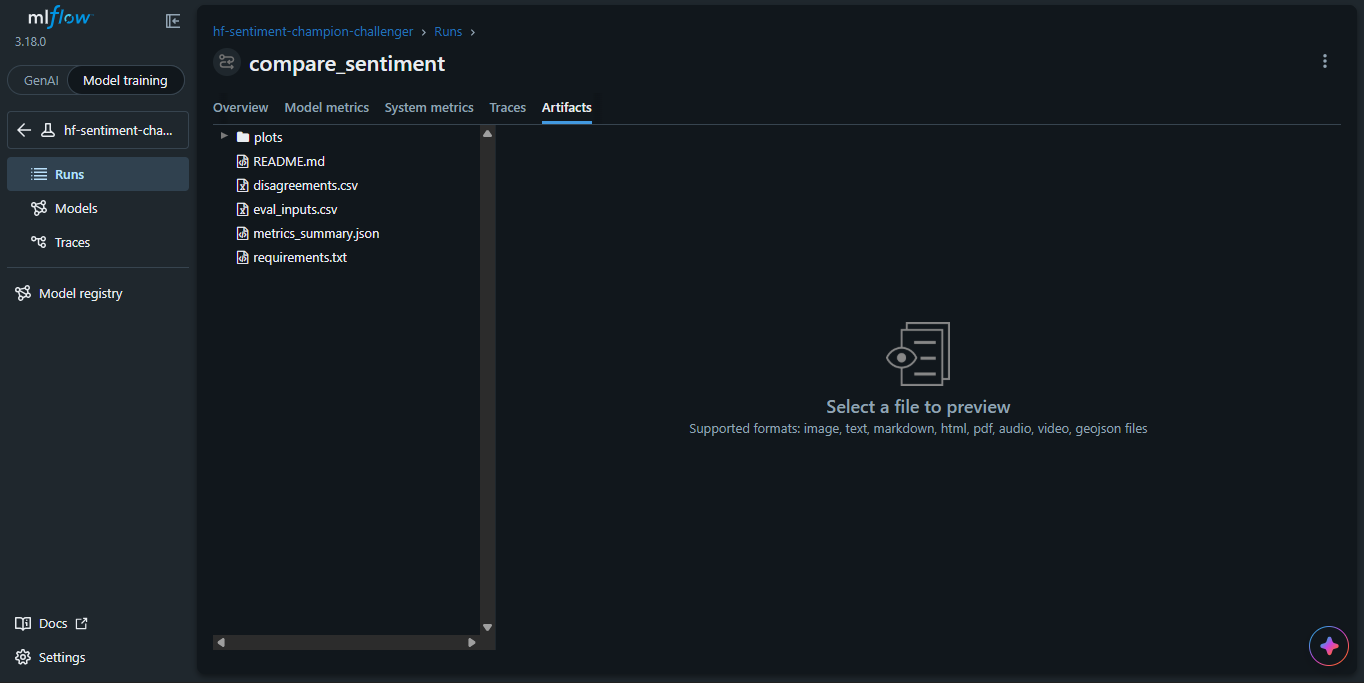 mlflow
3.18.0
GenAI
Model training
hf-sentiment-cha...
Runs
Models
Traces
Model registry
Docs
Settings
hf-sentiment-champion-challenger › Runs ›
compare_sentiment
Overview Model metrics System metrics Traces Artifacts
plots
README.md
disagreements.csv
eval_inputs.csv
metrics_summary.json
requirements.txt
Select a file to preview
Supported formats: image, text, markdown, html, pdf, audio, video, geojson files